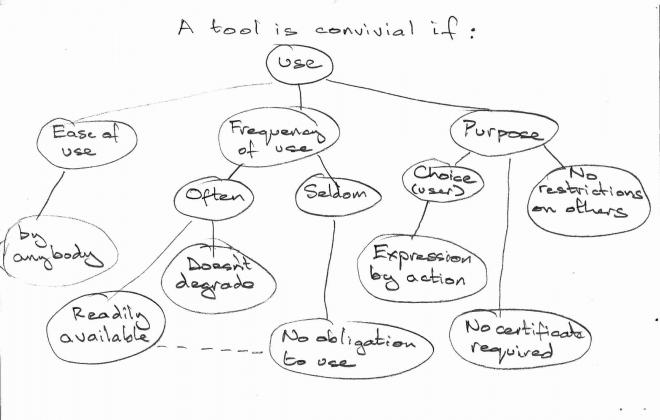 A tool is convivial if:
use
Ease of
use
Frequency
of use
Purpose
Often
Seldom
Choice
(user)
No
restrictions
on others
by
anybody
Doesn't
degrade
Expression
by action
Readily
available
No obligation
to use
No certificate
required